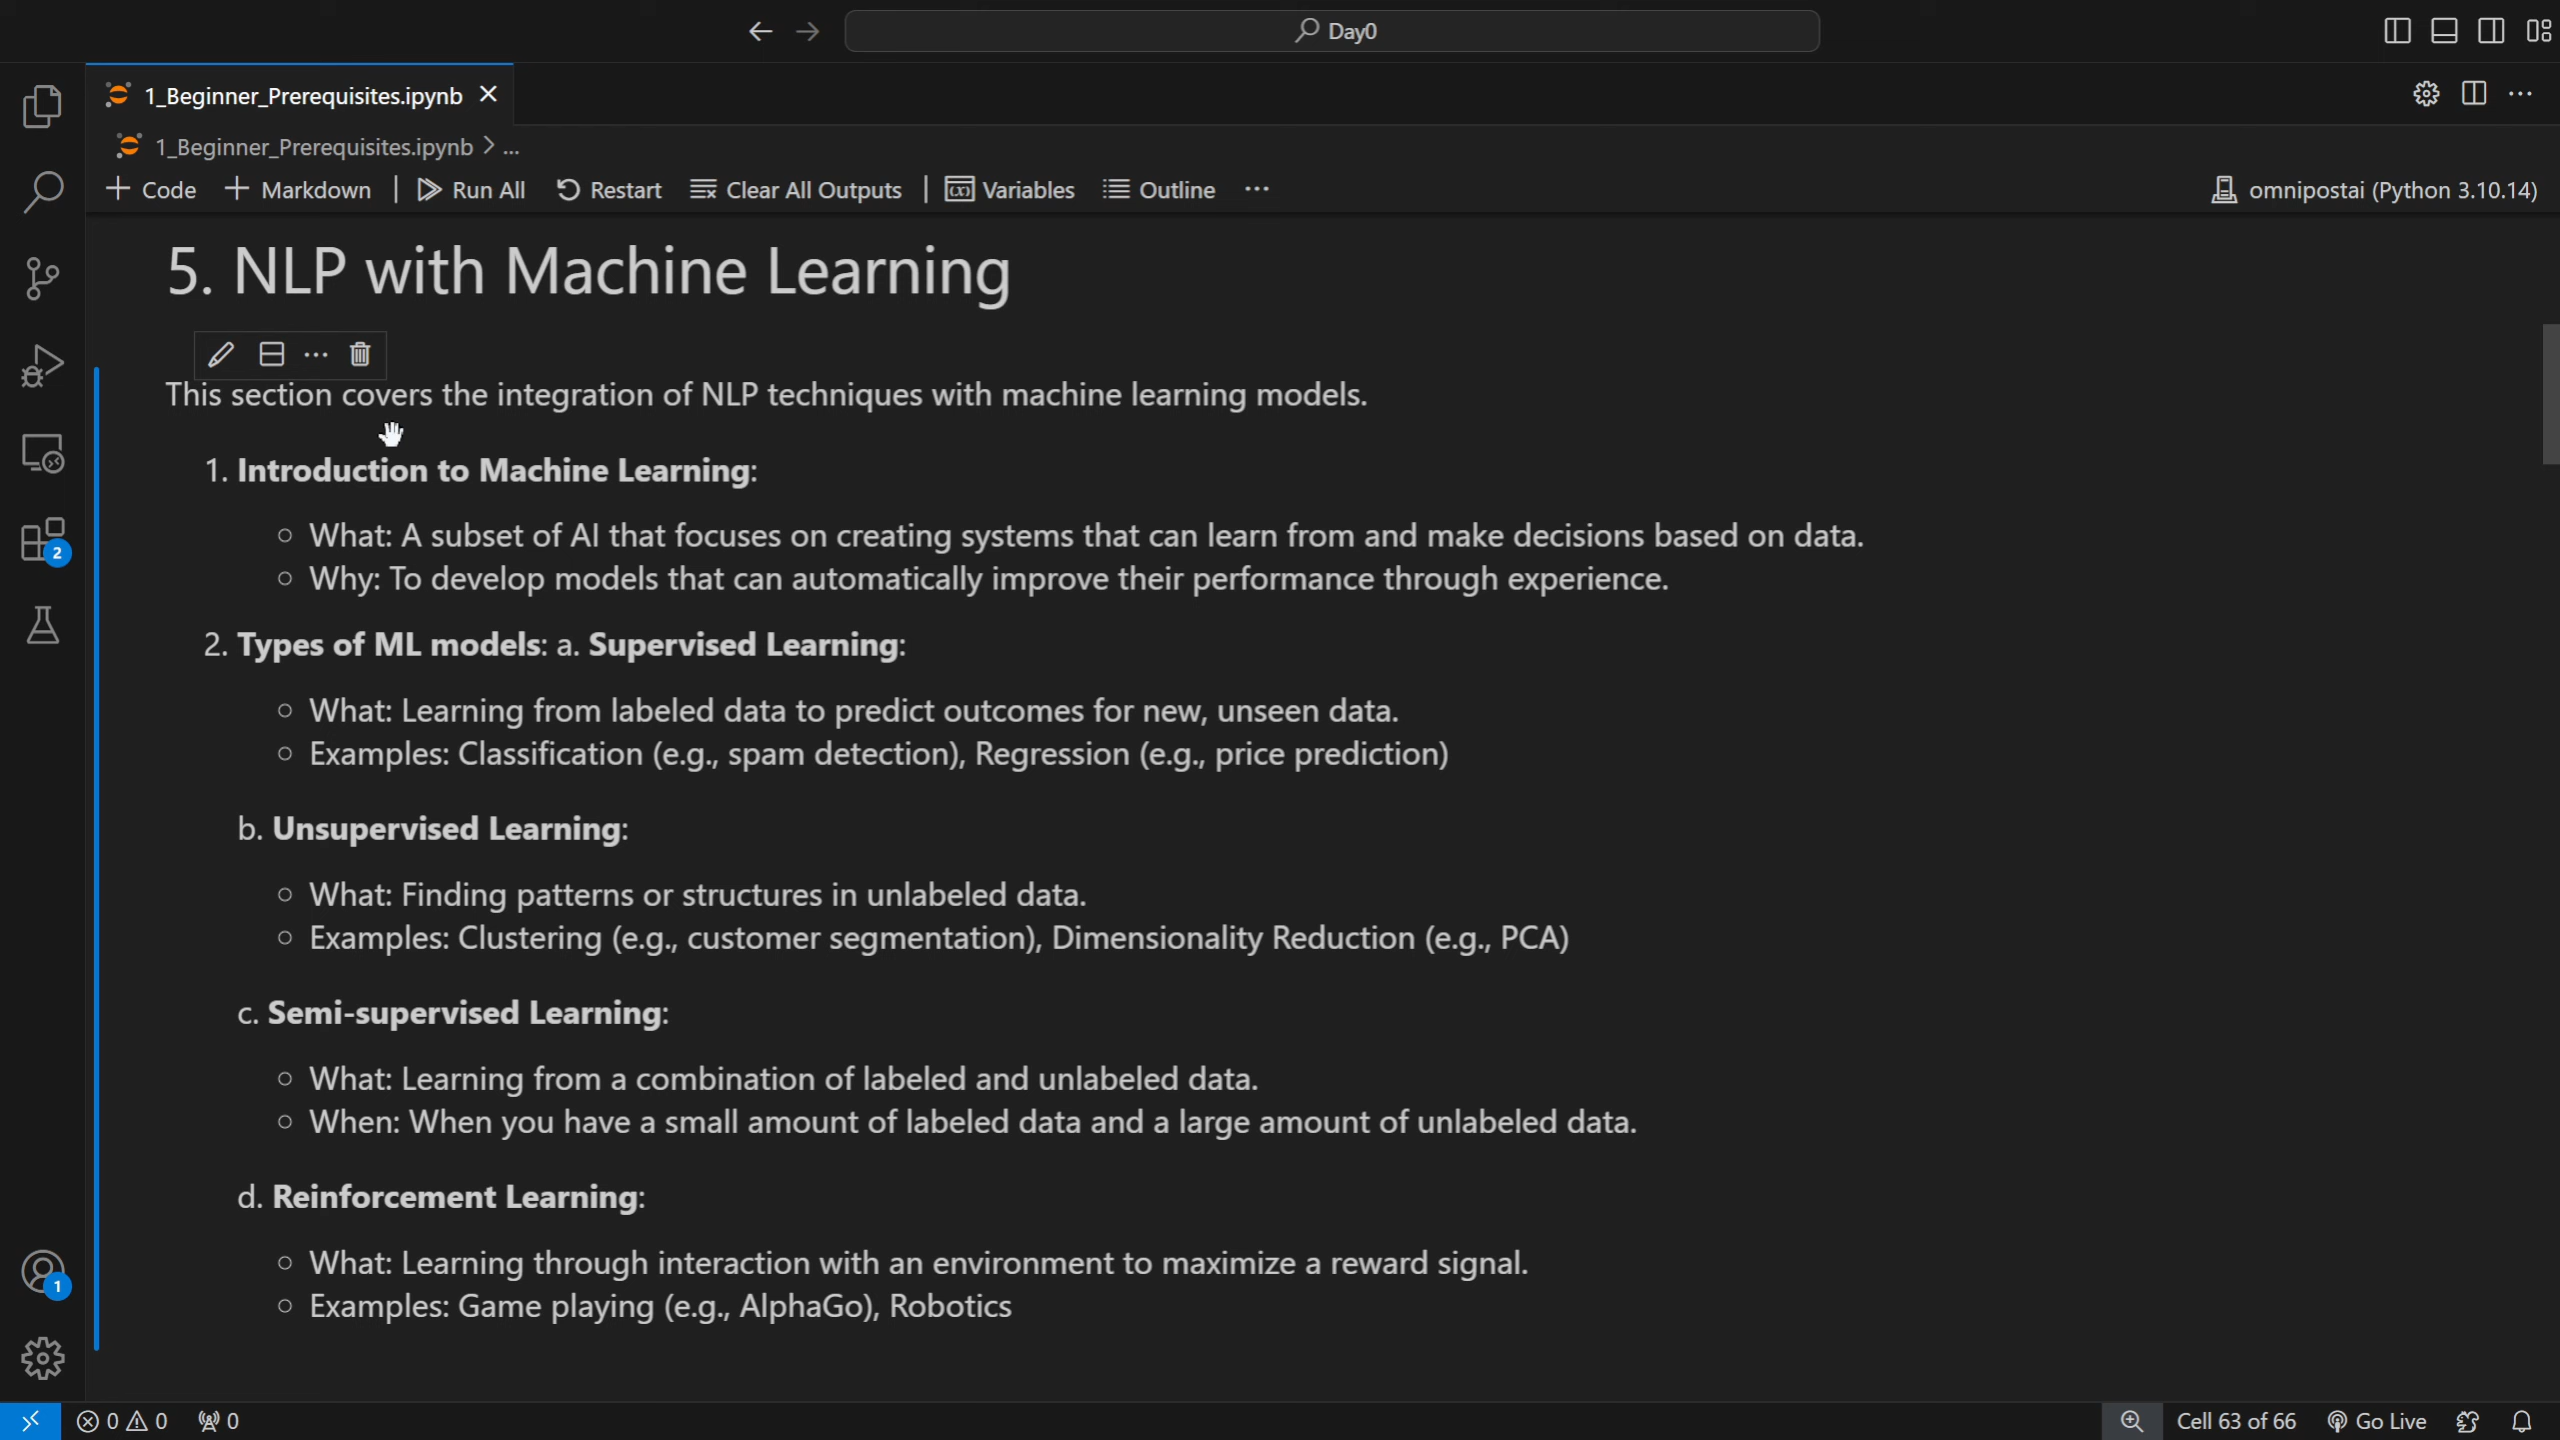 Day0
1_Beginner_Prerequisites.ipynb
1_Beginner_Prerequisites.ipynb > ...
+ Code + Markdown | Run All Restart Clear All Outputs | Variables Outline ... omnipostai (Python 3.10.14)
5. NLP with Machine Learning
This section covers the integration of NLP techniques with machine learning models.
1. Introduction to Machine Learning:
○ What: A subset of AI that focuses on creating systems that can learn from and make decisions based on data.
○ Why: To develop models that can automatically improve their performance through experience.
2. Types of ML models: a. Supervised Learning:
○ What: Learning from labeled data to predict outcomes for new, unseen data.
○ Examples: Classification (e.g., spam detection), Regression (e.g., price prediction)
b. Unsupervised Learning:
○ What: Finding patterns or structures in unlabeled data.
○ Examples: Clustering (e.g., customer segmentation), Dimensionality Reduction (e.g., PCA)
c. Semi-supervised Learning:
○ What: Learning from a combination of labeled and unlabeled data.
○ When: When you have a small amount of labeled data and a large amount of unlabeled data.
d. Reinforcement Learning:
○ What: Learning through interaction with an environment to maximize a reward signal.
○ Examples: Game playing (e.g., AlphaGo), Robotics
2
1
0 0 0 Cell 63 of 66 Go Live